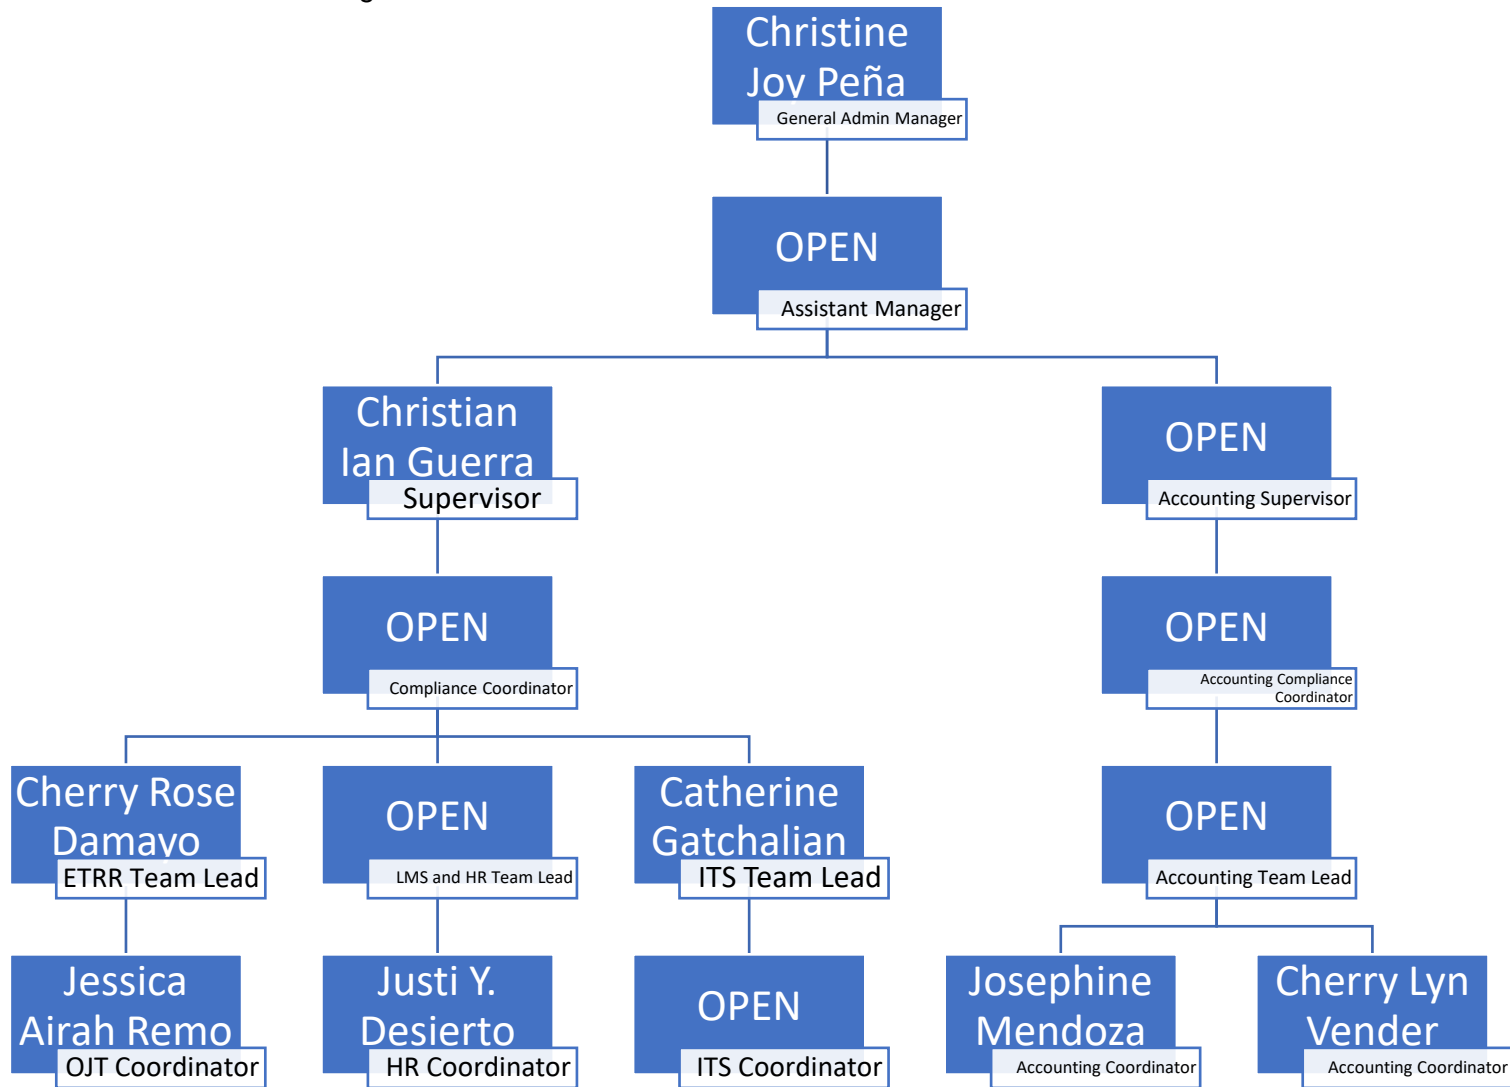 Christine
Joy Peña
General Admin Manager
OPEN
Assistant Manager
Christian
Ian Guerra
Supervisor
OPEN
Accounting Supervisor
OPEN
Compliance Coordinator
OPEN
Accounting Compliance
Coordinator
Cherry Rose
Damayo
ETRR Team Lead
OPEN
LMS and HR Team Lead
Catherine
Gatchalian
ITS Team Lead
OPEN
Accounting Team Lead
Jessica
Airah Remo
OJT Coordinator
Justi Y.
Desierto
HR Coordinator
OPEN
ITS Coordinator
Josephine
Mendoza
Accounting Coordinator
Cherry Lyn
Vender
Accounting Coordinator